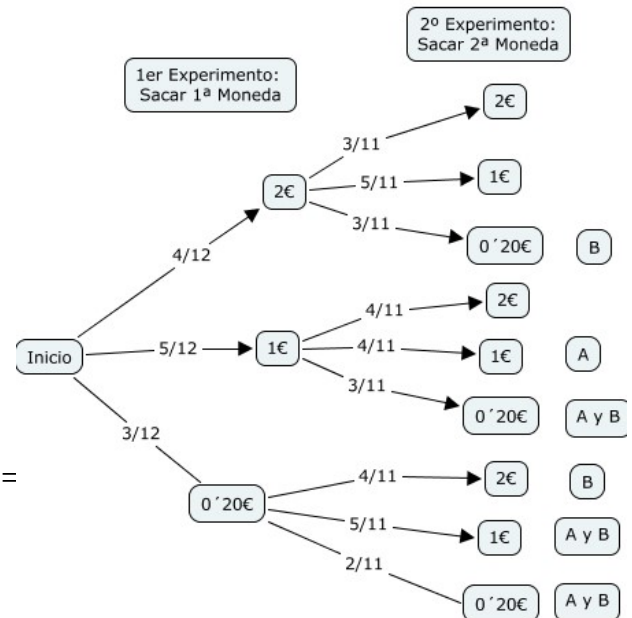 2º Experimento:
Sacar 2ª Moneda
1er Experimento:
Sacar 1ª Moneda
2€
3/11
2€
5/11
1€
3/11
0´20€
B
4/12
2€
4/11
Inicio
5/12
1€
4/11
1€
A
3/11
0´20€
A y B
3/12
=
4/11
2€
B
0´20€
5/11
1€
A y B
2/11
0´20€
A y B